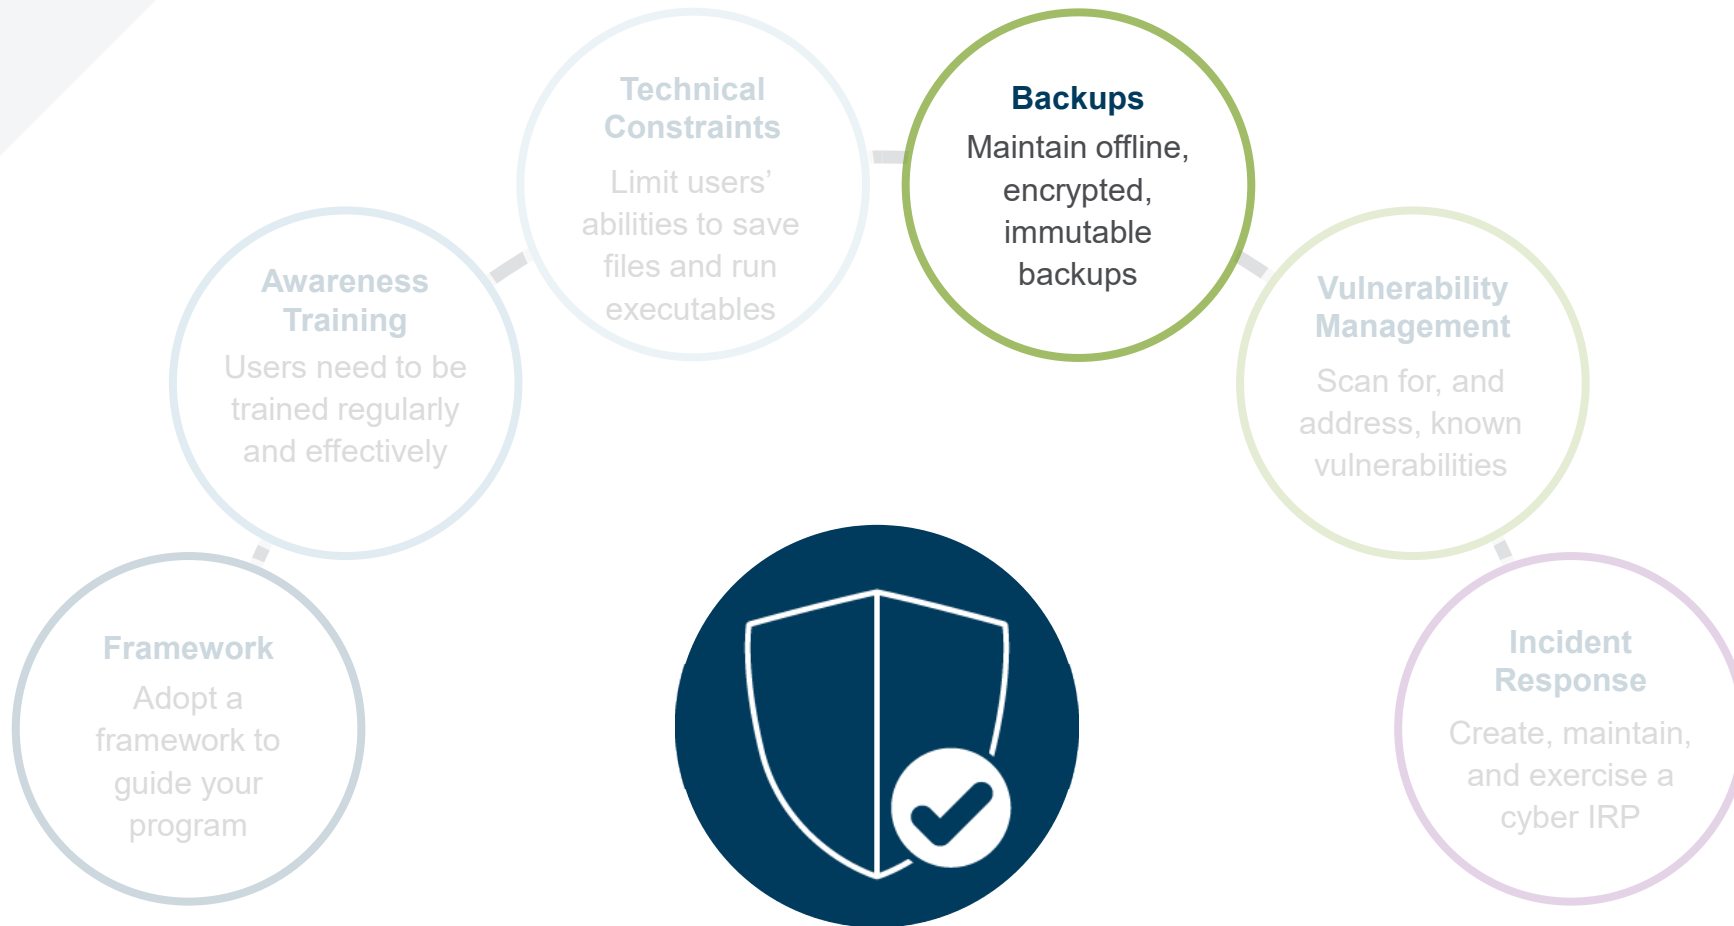 Technical
Constraints
Limit users’
abilities to save
files and run
executables
Backups
Maintain offline,
encrypted,
immutable
backups
Awareness
Training
Users need to be
trained regularly
and effectively
Vulnerability
Management
Scan for, and
address, known
vulnerabilities
Framework
Adopt a
framework to
guide your
program
Incident
Response
Create, maintain,
and exercise a
cyber IRP